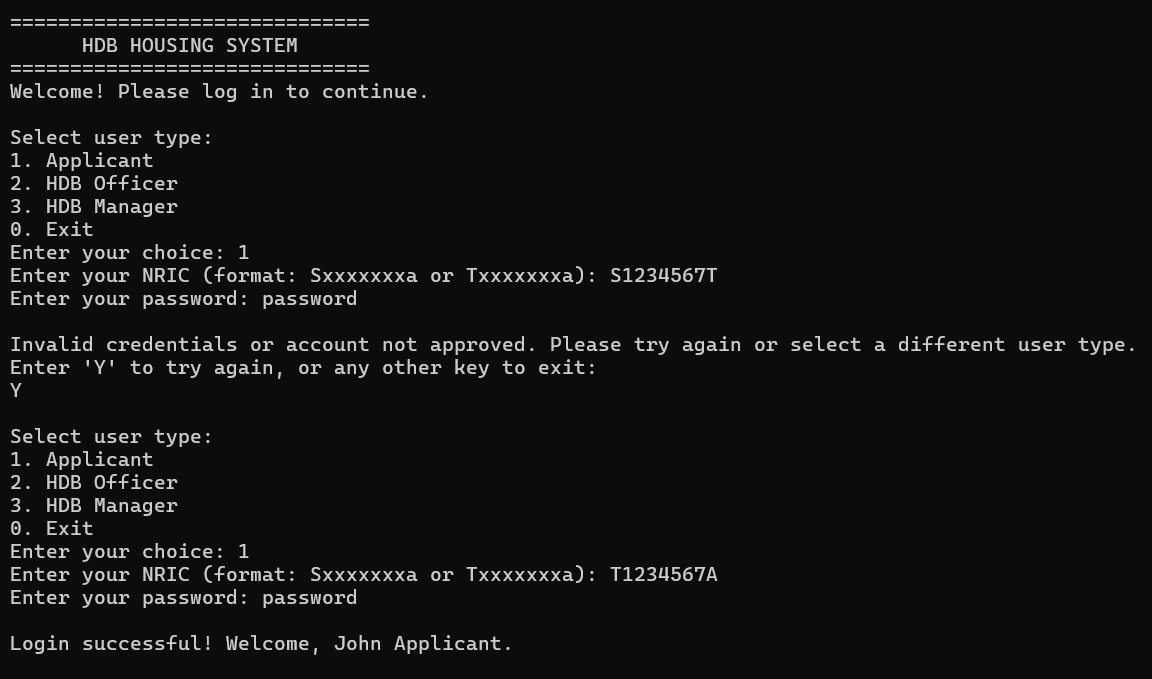 ==============================
      HDB HOUSING SYSTEM
==============================
Welcome! Please log in to continue.

Select user type:
1. Applicant
2. HDB Officer
3. HDB Manager
0. Exit
Enter your choice: 1
Enter your NRIC (format: Sxxxxxxxa or Txxxxxxxa): S1234567T
Enter your password: password

Invalid credentials or account not approved. Please try again or select a different user type.
Enter 'Y' to try again, or any other key to exit:
Y

Select user type:
1. Applicant
2. HDB Officer
3. HDB Manager
0. Exit
Enter your choice: 1
Enter your NRIC (format: Sxxxxxxxa or Txxxxxxxa): T1234567A
Enter your password: password

Login successful! Welcome, John Applicant.